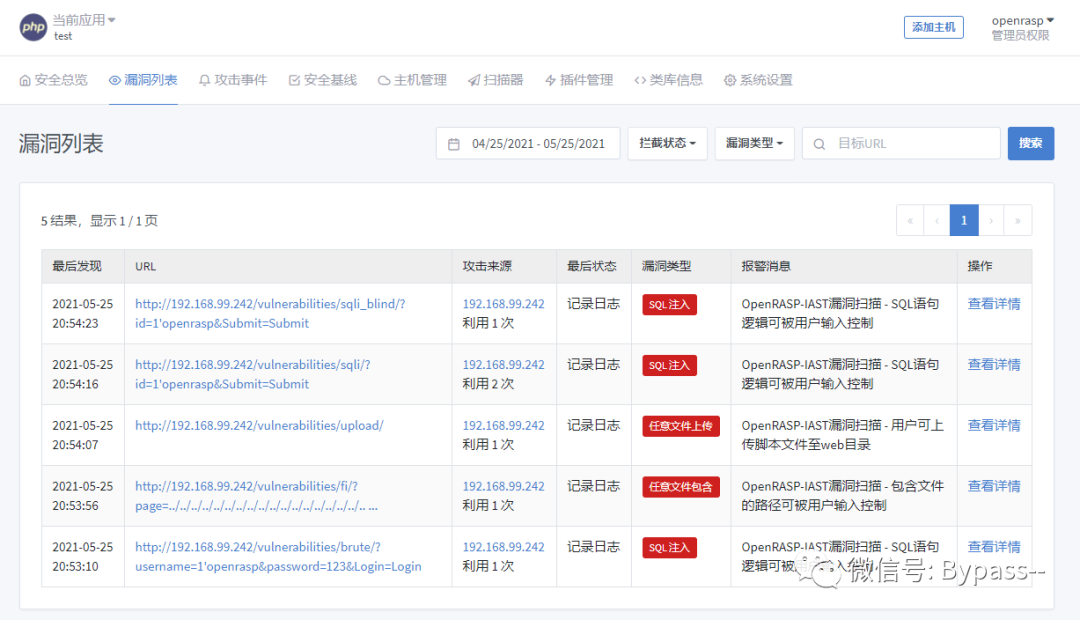 php 当前应用
test
添加主机
openrasp
管理员权限
安全总览 漏洞列表 攻击事件 安全基线 主机管理 扫描器 插件管理 类库信息 系统设置
漏洞列表
04/25/2021 - 05/25/2021 拦截状态 漏洞类型 目标URL 搜索
5 结果，显示 1 / 1 页
« ‹ 1 › »
最后发现 URL 攻击来源 最后状态 漏洞类型 报警消息 操作
2021-05-25 http://192.168.99.242/vulnerabilities/sqli_blind/? 192.168.99.242 记录日志 SQL 注入 OpenRASP-IAST漏洞扫描 - SQL语句 查看详情
20:54:23 id=1'openrasp&Submit=Submit 利用 1 次 逻辑可被用户输入控制
2021-05-25 http://192.168.99.242/vulnerabilities/sqli/? 192.168.99.242 记录日志 SQL 注入 OpenRASP-IAST漏洞扫描 - SQL语句 查看详情
20:54:16 id=1'openrasp&Submit=Submit 利用 2 次 逻辑可被用户输入控制
2021-05-25 http://192.168.99.242/vulnerabilities/upload/ 192.168.99.242 记录日志 任意文件上传 OpenRASP-IAST漏洞扫描 - 用户可上 查看详情
20:54:07 利用 1 次 传脚本文件至web目录
2021-05-25 http://192.168.99.242/vulnerabilities/fi/? 192.168.99.242 记录日志 任意文件包含 OpenRASP-IAST漏洞扫描 - 包含文件 查看详情
20:53:56 page=../../../../../../../../../../../../../../../../../.. ... 利用 1 次 的路径可被用户输入控制
2021-05-25 http://192.168.99.242/vulnerabilities/brute/? 192.168.99.242 记录日志 SQL 注入 OpenRASP-IAST漏洞扫描 - SQL语句 查看详情
20:53:10 username=1'openrasp&password=123&Login=Login 利用 1 次 逻辑可被用户输入控制
微信号: Bypass--